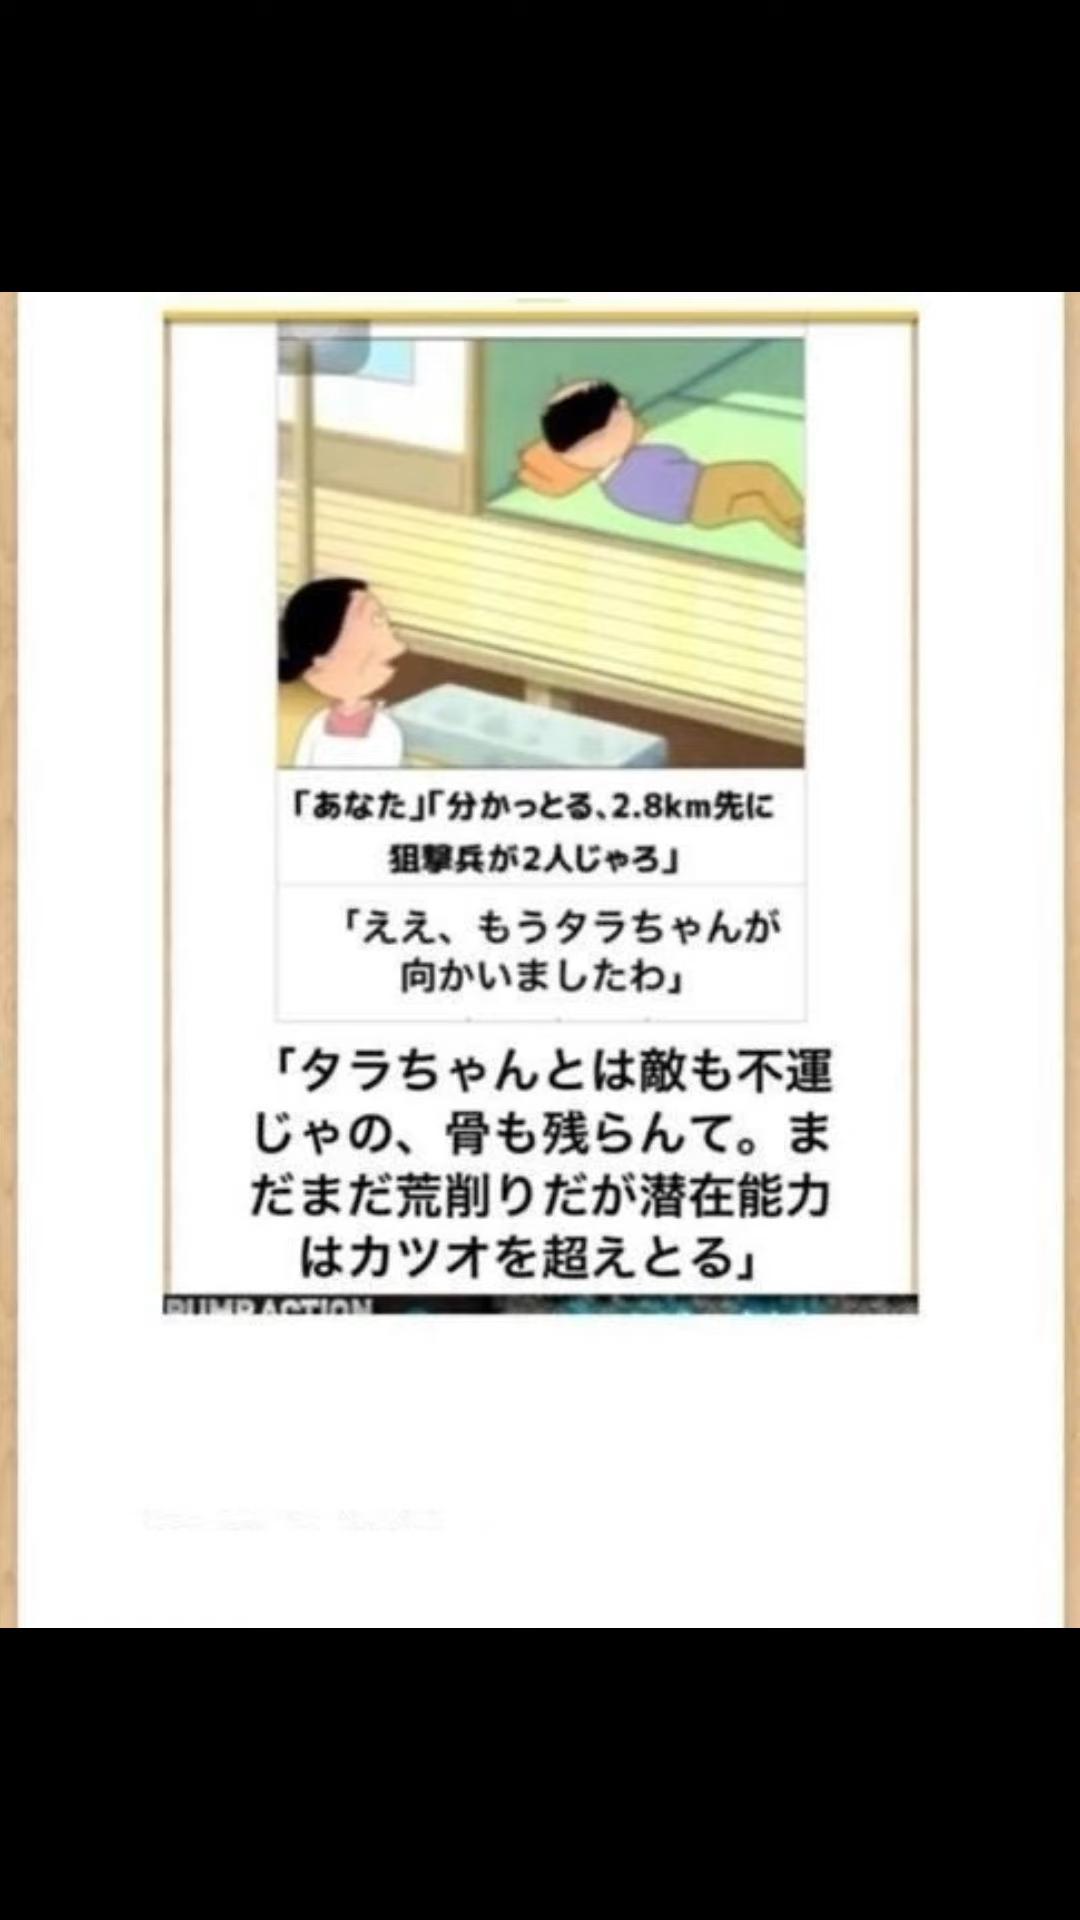 「あなた」「分かっとる、2.8km先に
狙撃兵が2人じゃろ」
「ええ、もうタラちゃんが
向かいましたわ」
「タラちゃんとは敵も不運
じゃの、骨も残らんて。ま
だまだ荒削りだが潜在能力
はカツオを超えとる」